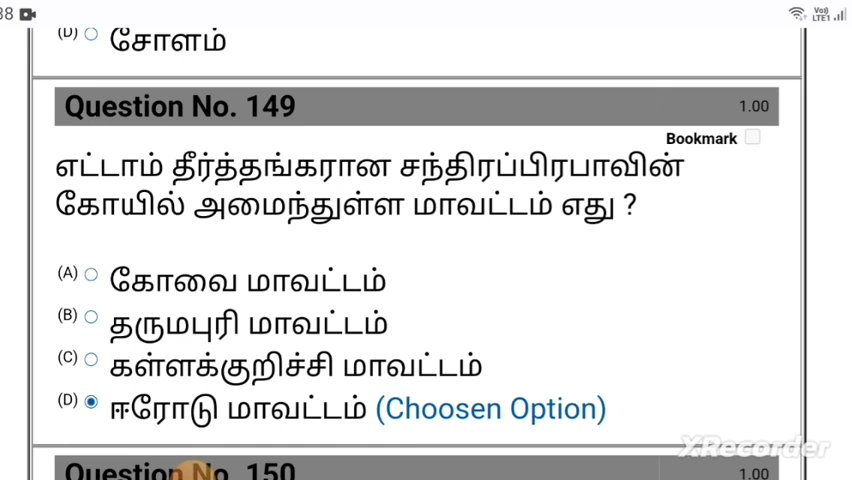 38
Vo))
LTE1
(D) சோளம்
Question No. 149 1.00
Bookmark
எட்டாம் தீர்த்தங்கரான சந்திரப்பிரபாவின்
கோயில் அமைந்துள்ள மாவட்டம் எது ?
(A) கோவை மாவட்டம்
(B) தருமபுரி மாவட்டம்
(C) கள்ளக்குறிச்சி மாவட்டம்
(D) ஈரோடு மாவட்டம் (Choosen Option)
XRecorder
Question No. 150 1.00